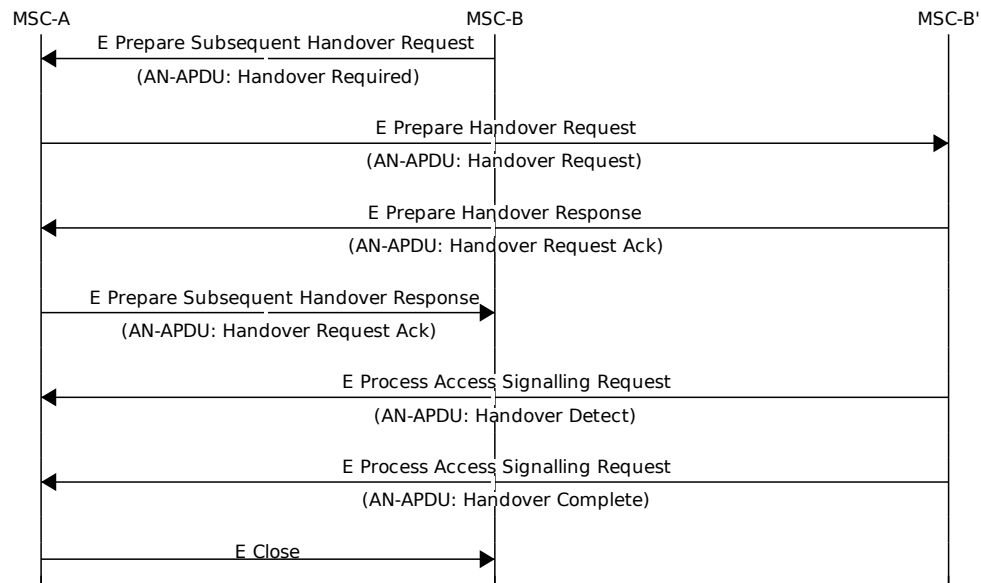 MSC-A MSC-B MSC-B'
E Prepare Subsequent Handover Request
(AN-APDU: Handover Required)
E Prepare Handover Request
(AN-APDU: Handover Request)
E Prepare Handover Response
(AN-APDU: Handover Request Ack)
E Prepare Subsequent Handover Response
(AN-APDU: Handover Request Ack)
E Process Access Signalling Request
(AN-APDU: Handover Detect)
E Process Access Signalling Request
(AN-APDU: Handover Complete)
E Close